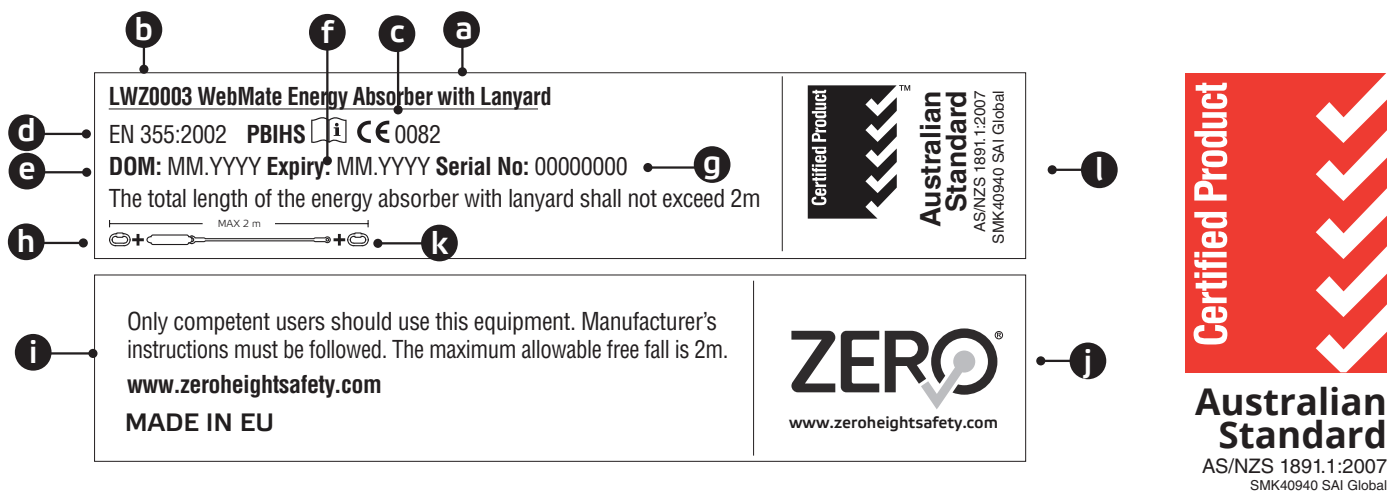 b
f
c
a
LWZ0003 WebMate Energy Absorber with Lanyard
d
EN 355:2002 PBIHS i CE 0082
e
DOM: MM.YYYY Expiry: MM.YYYY Serial No: 00000000
g
The total length of the energy absorber with lanyard shall not exceed 2m
MAX 2 m
h
+
+
k
Certified Product
TM
Australian
Standard
AS/NZS 1891.1:2007
SMK40940 SAI Global
l
i
Only competent users should use this equipment. Manufacturer's
instructions must be followed. The maximum allowable free fall is 2m.
www.zeroheightsafety.com
MADE IN EU
ZERO®
www.zeroheightsafety.com
j
Certified Product
Australian
Standard
AS/NZS 1891.1:2007
SMK40940 SAI Global